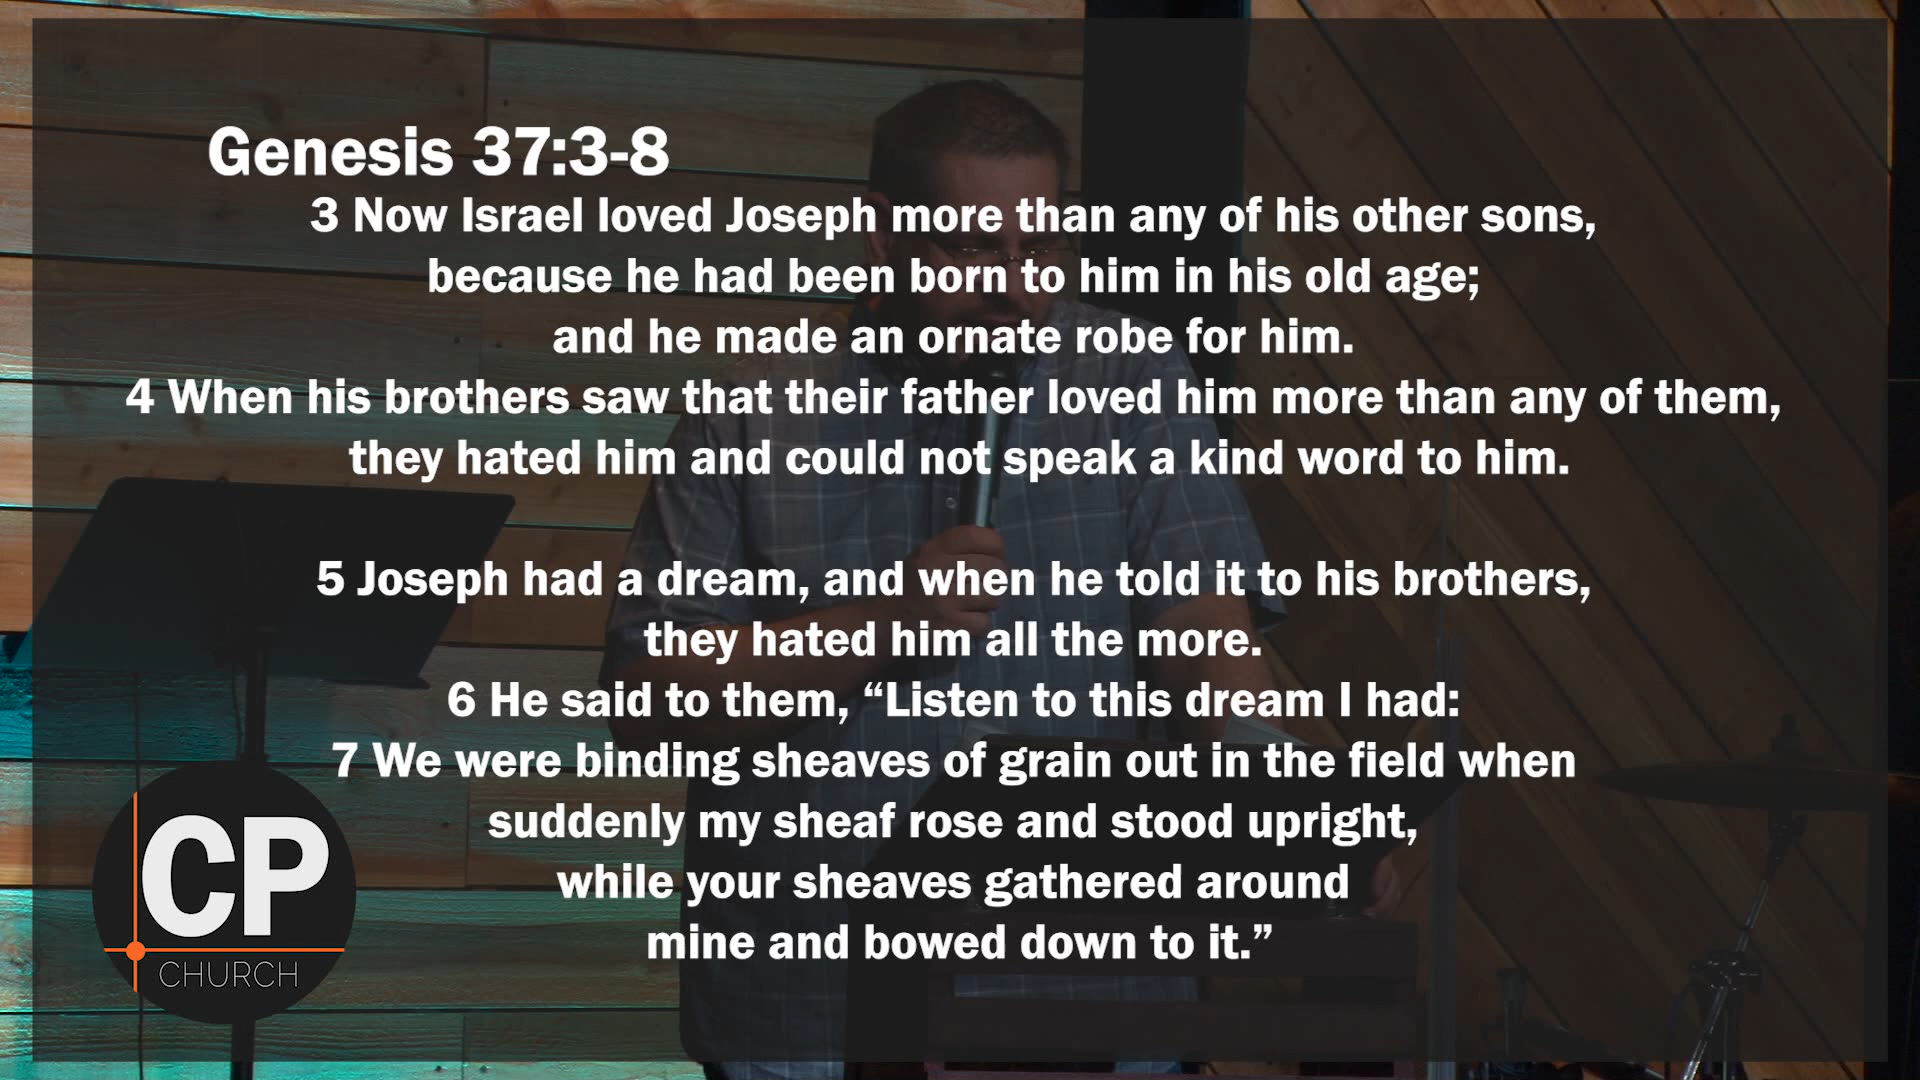 Genesis 37:3-8
3 Now Israel loved Joseph more than any of his other sons,
because he had been born to him in his old age;
and he made an ornate robe for him.
4 When his brothers saw that their father loved him more than any of them,
they hated him and could not speak a kind word to him.
5 Joseph had a dream, and when he told it to his brothers,
they hated him all the more.
6 He said to them, “Listen to this dream I had:
7 We were binding sheaves of grain out in the field when
suddenly my sheaf rose and stood upright,
while your sheaves gathered around
mine and bowed down to it.”
CP
CHURCH